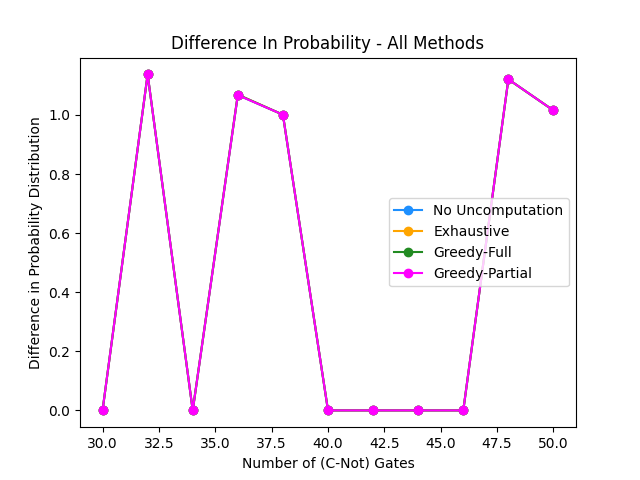 Difference In Probability - All Methods
Difference in Probability Distribution
1.0
0.8
0.6
0.4
0.2
0.0
No Uncomputation
Exhaustive
Greedy-Full
Greedy-Partial
30.0 32.5 35.0 37.5 40.0 42.5 45.0 47.5 50.0
Number of (C-Not) Gates